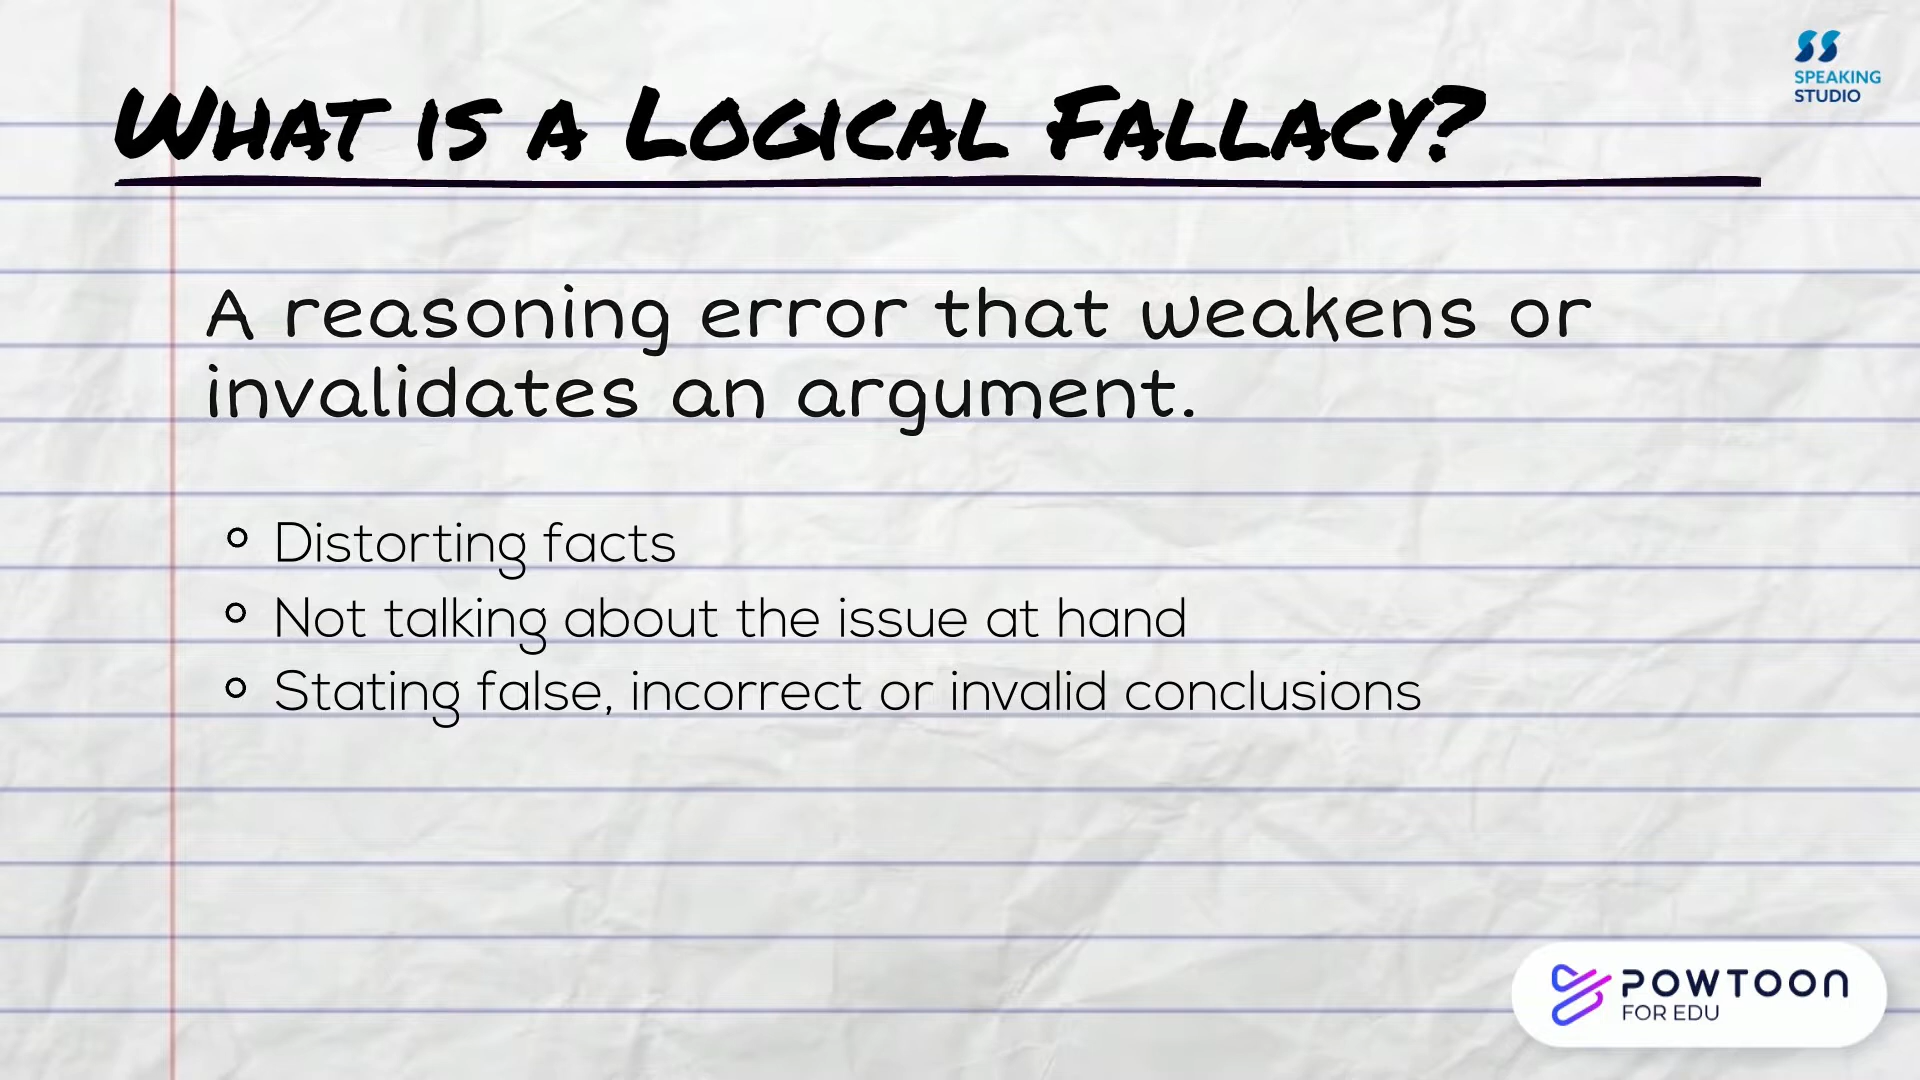 What is a Logical Fallacy?
SPEAKING
STUDIO
A reasoning error that weakens or
invalidates an argument.
Distorting facts
Not talking about the issue at hand
Stating false, incorrect or invalid conclusions
POWTOON
FOR EDU